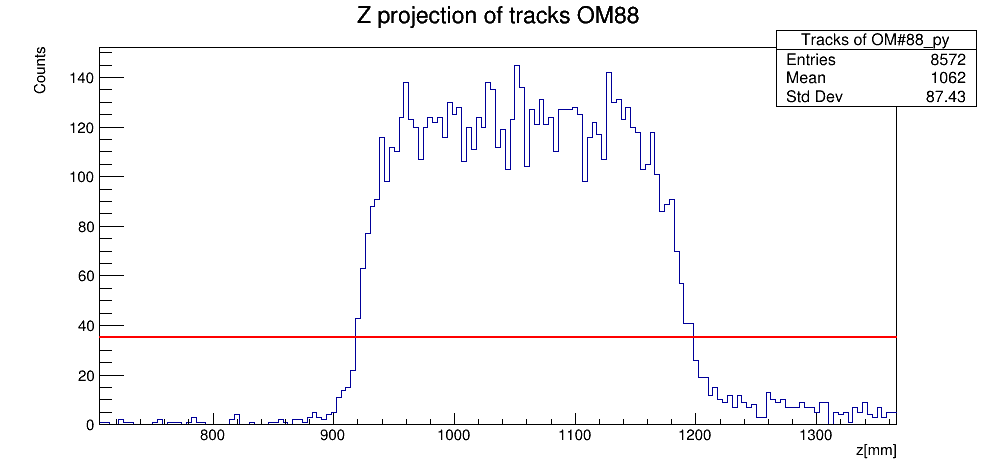 Z projection of tracks OM88
Tracks of OM#88_py
Entries 8572
Mean 1062
Std Dev 87.43
Counts
140
120
100
80
60
40
20
0
800 900 1000 1100 1200 1300
z[mm]